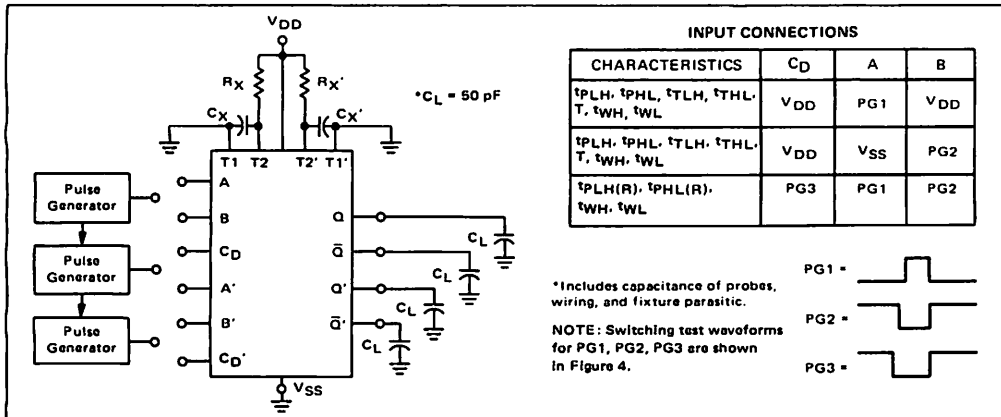 VDD
RX
RX'
*CL = 50 pF
CX
CX'
T1 T2 T2' T1'
Pulse
Generator
Pulse
Generator
Pulse
Generator
A
B
CD
A'
B'
CD'
Q
Q̅
Q'
Q̅'
CL
CL
CL
CL
VSS
INPUT CONNECTIONS
CHARACTERISTICS CD A B
tPLH, tPHL, tTLH, tTHL, T, tWH, tWL VDD PG1 VDD
tPLH, tPHL, tTLH, tTHL, T, tWH, tWL VDD VSS PG2
tPLH(R), tPHL(R), tWH, tWL PG3 PG1 PG2
*Includes capacitance of probes,
wiring, and fixture parasitic.
NOTE: Switching test waveforms
for PG1, PG2, PG3 are shown
in Figure 4.
PG1 =
PG2 =
PG3 =